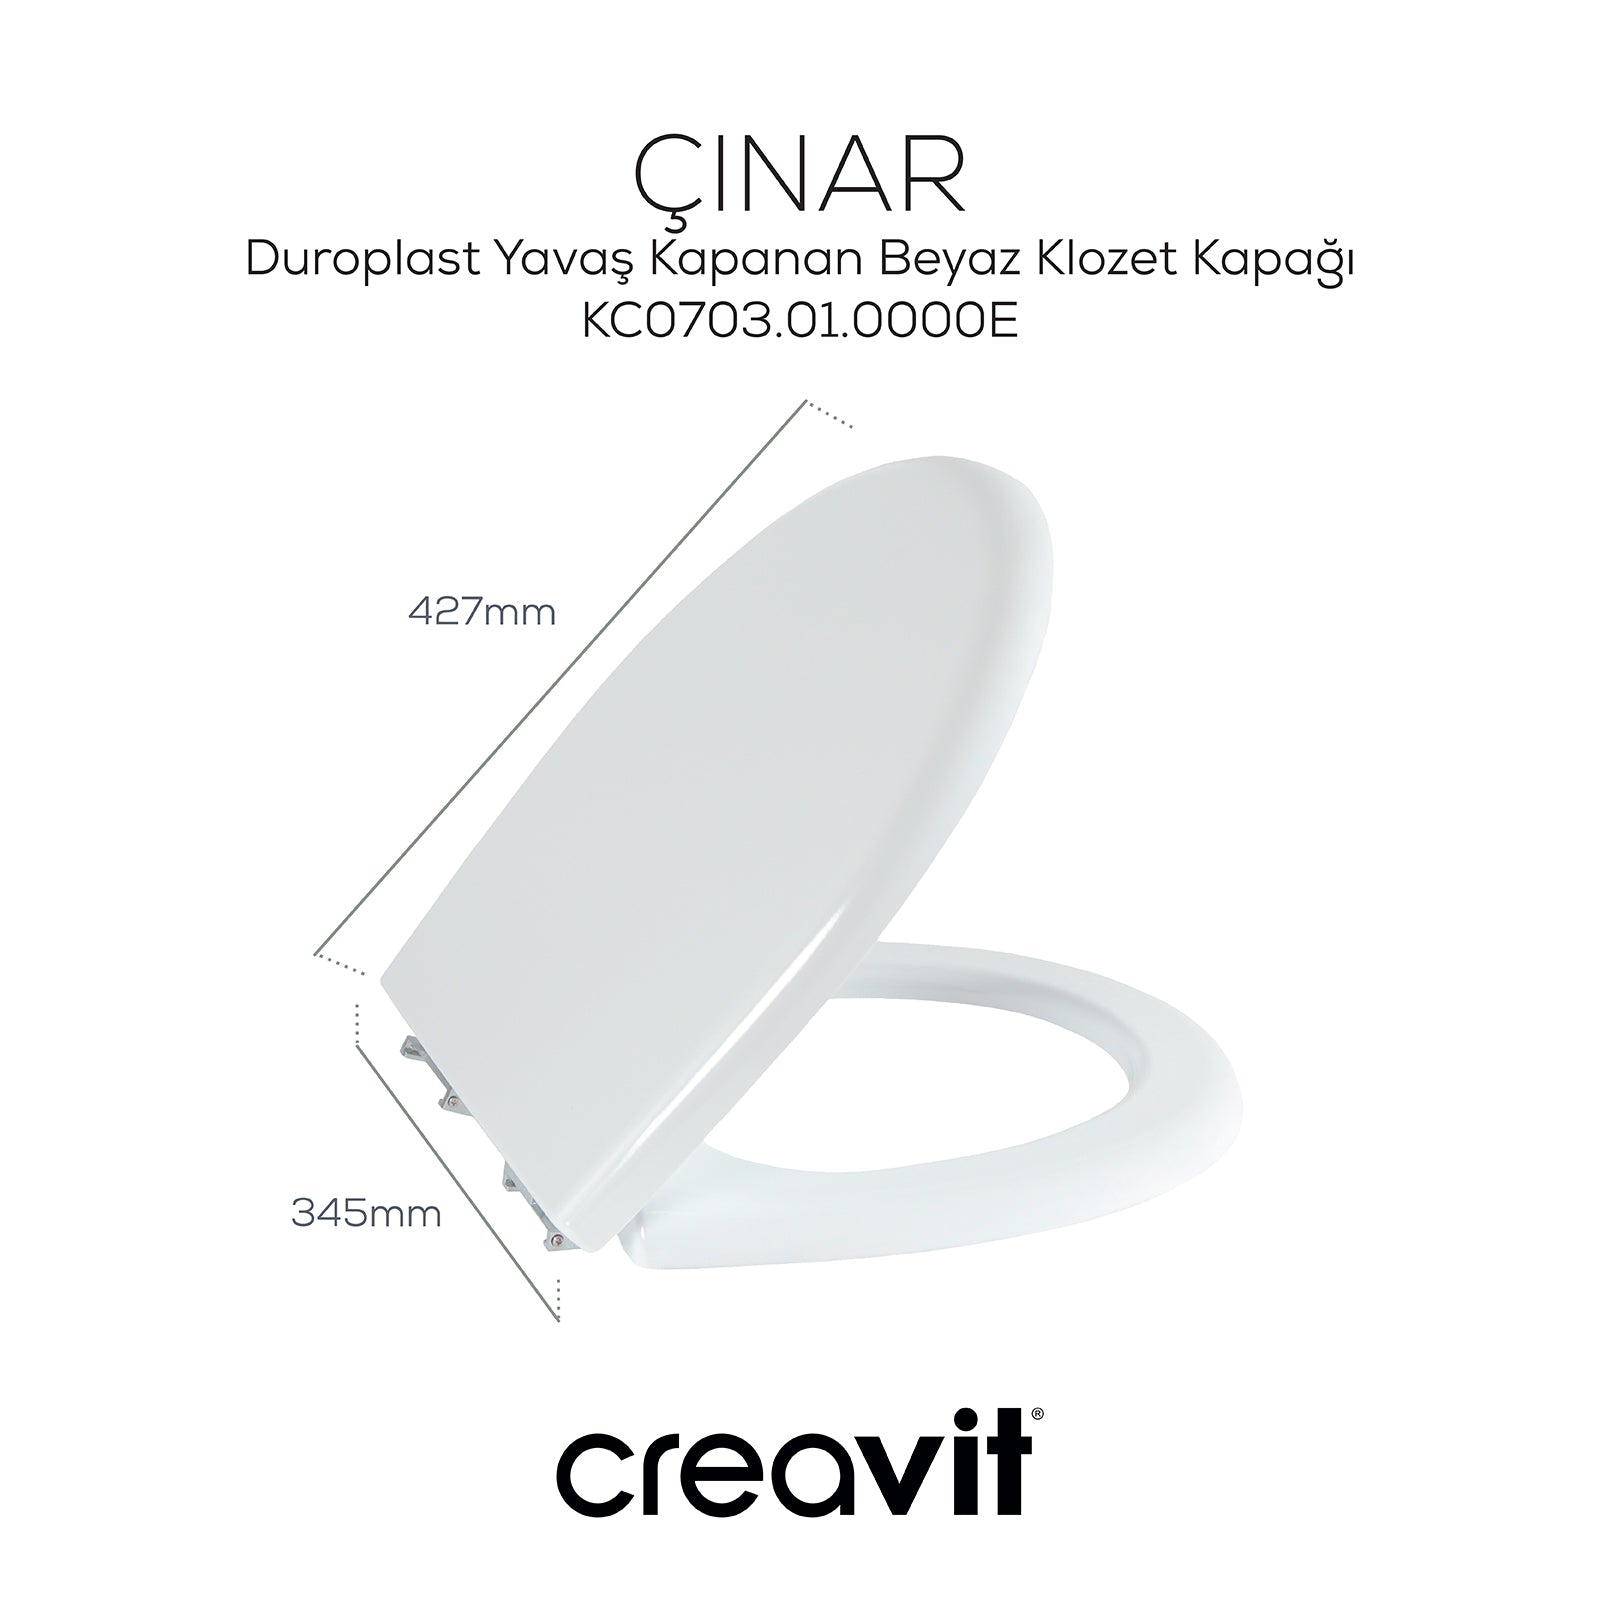 ÇINAR
Duroplast Yavaş Kapanan Beyaz Klozet Kapağı
KC0703.01.0000E
427mm
345mm
creavit®